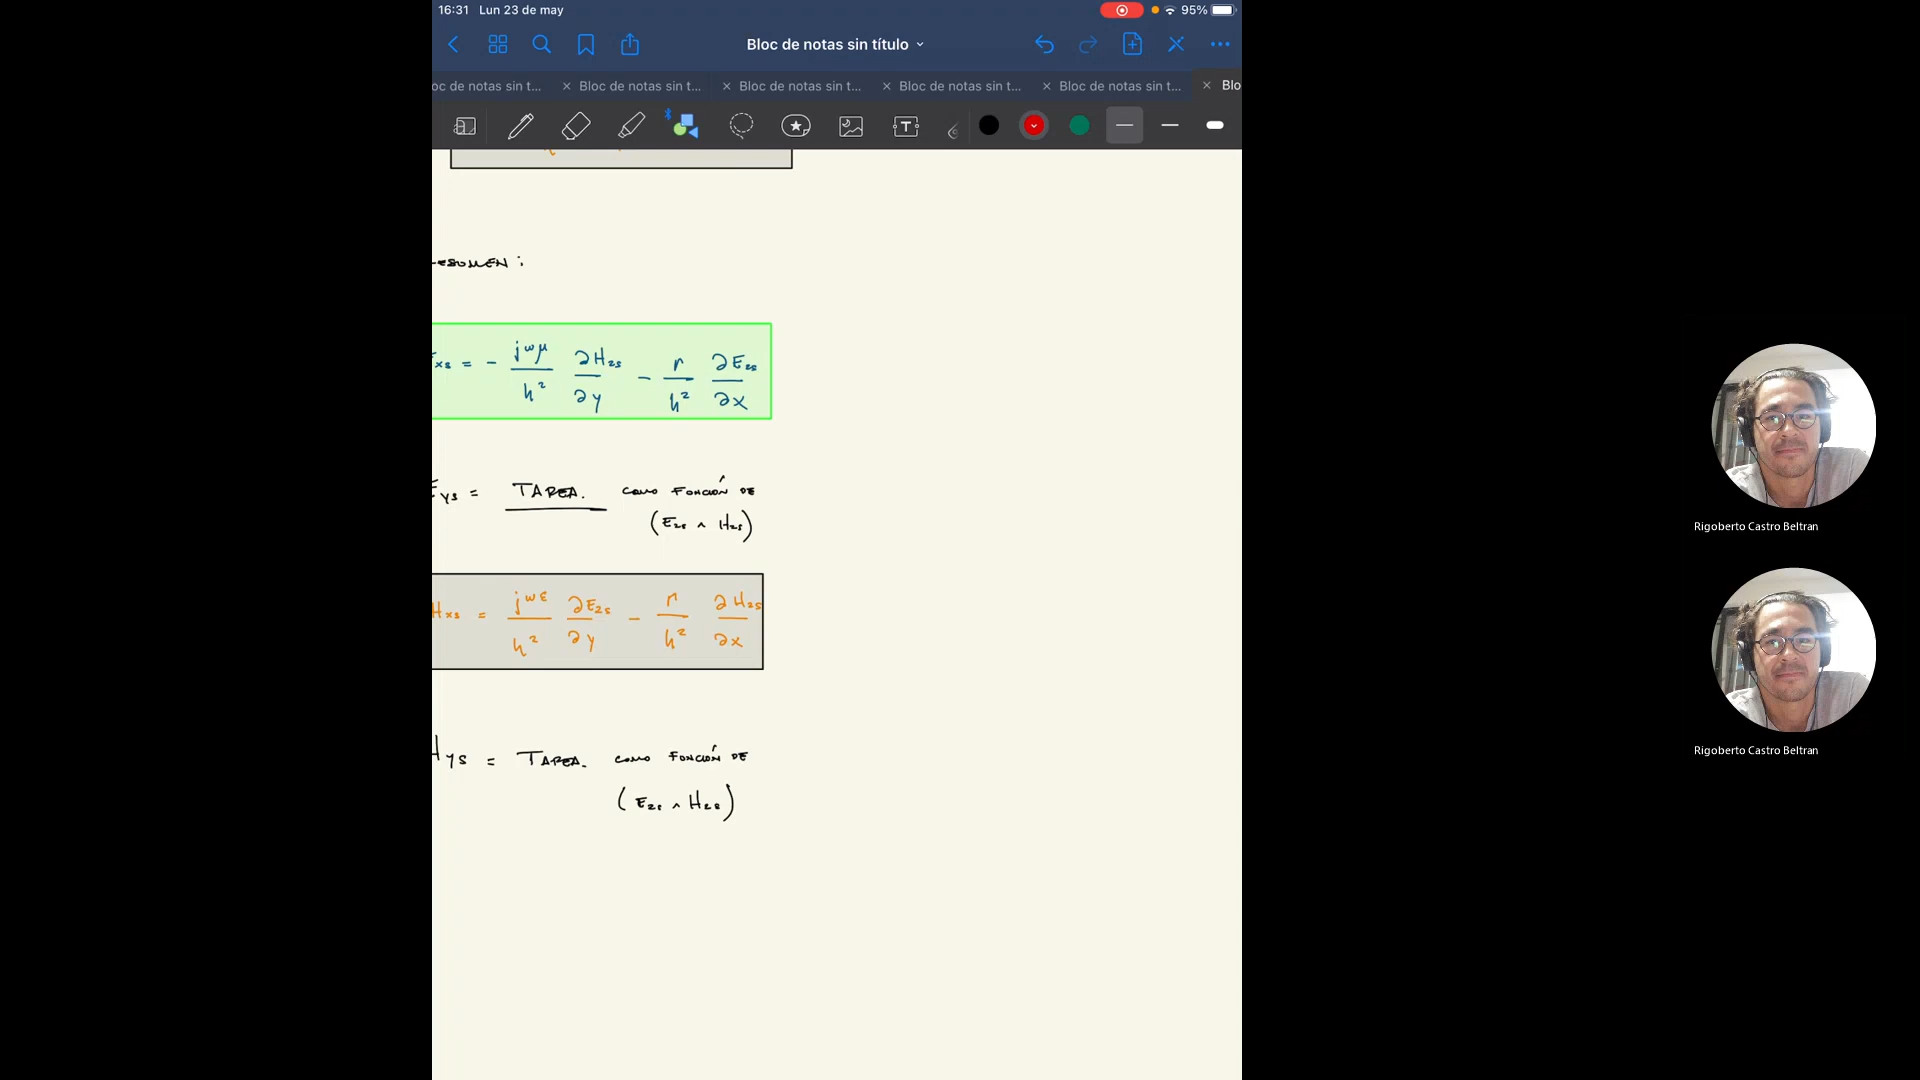 16:31 Lun 23 de may
95%
Bloc de notas sin título
oc de notas sin t...
Bloc de notas sin t...
Bloc de notas sin t...
Bloc de notas sin t...
Bloc de notas sin t...
Blo
T
ESUMEN:
xs = - jωμ/h² ∂Hzs/∂y - γ/h² ∂Ezs/∂x
Eys = TAREA. COMO FUNCIÓN DE
(Ezs ^ Hzs)
Hxs = jωε/h² ∂Ezs/∂y - γ/h² ∂Hzs/∂x
Hys = TAREA. COMO FUNCIÓN DE
(Ezs ^ Hzs)
Rigoberto Castro Beltran
Rigoberto Castro Beltran